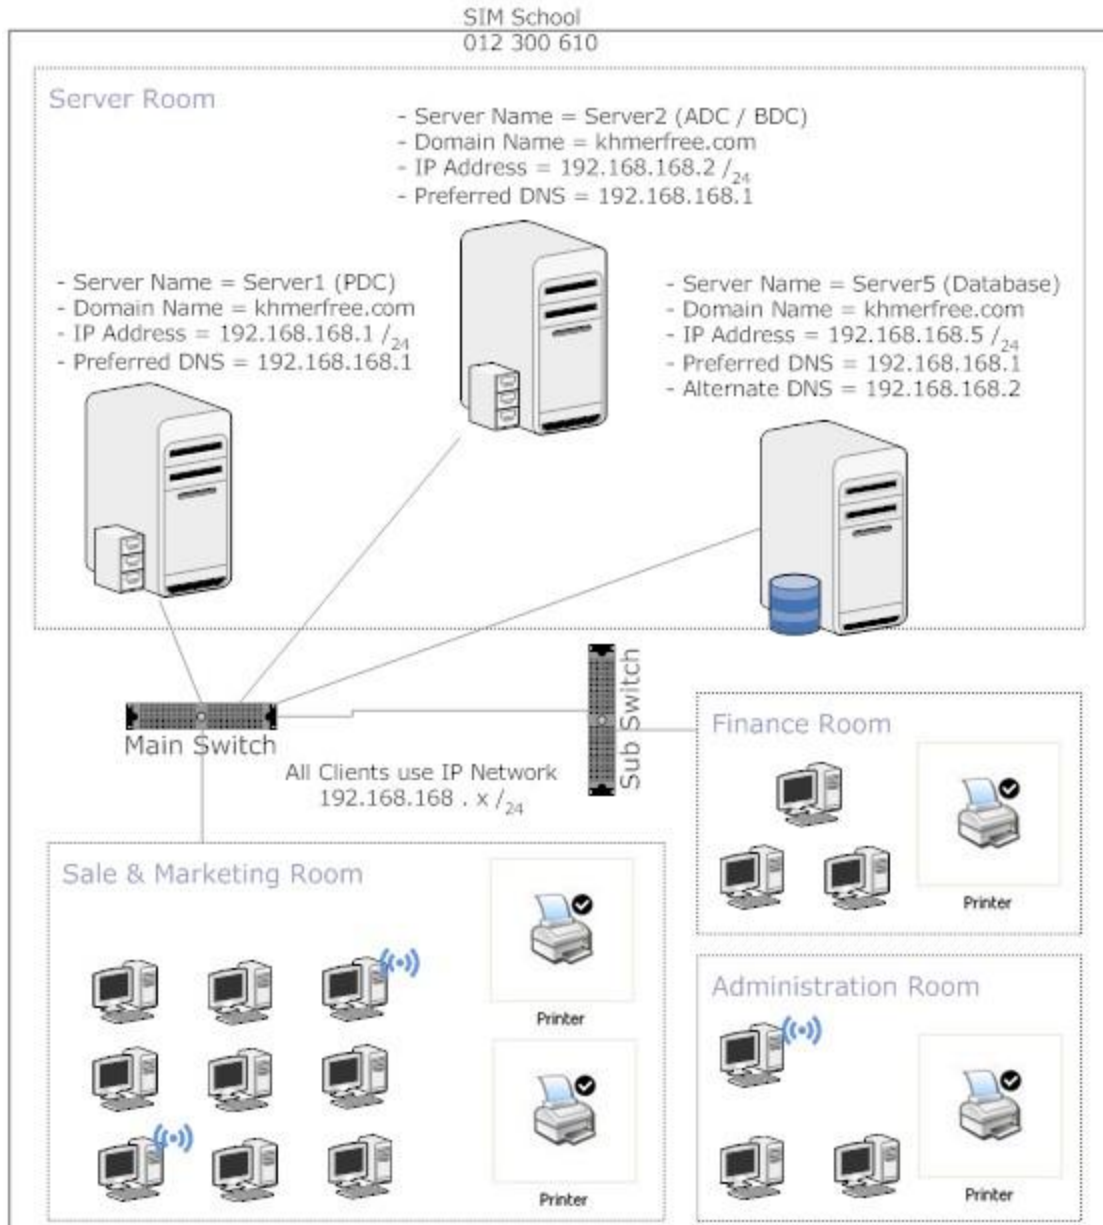 SIM School
012 300 610
Server Room
- Server Name = Server2 (ADC / BDC)
- Domain Name = khmerfree.com
- IP Address = 192.168.168.2 /24
- Preferred DNS = 192.168.168.1
- Server Name = Server1 (PDC)
- Domain Name = khmerfree.com
- IP Address = 192.168.168.1 /24
- Preferred DNS = 192.168.168.1
- Server Name = Server5 (Database)
- Domain Name = khmerfree.com
- IP Address = 192.168.168.5 /24
- Preferred DNS = 192.168.168.1
- Alternate DNS = 192.168.168.2
Main Switch
Sub Switch
All Clients use IP Network
192.168.168 . x /24
Finance Room
Printer
Sale & Marketing Room
Printer
Printer
Administration Room
Printer